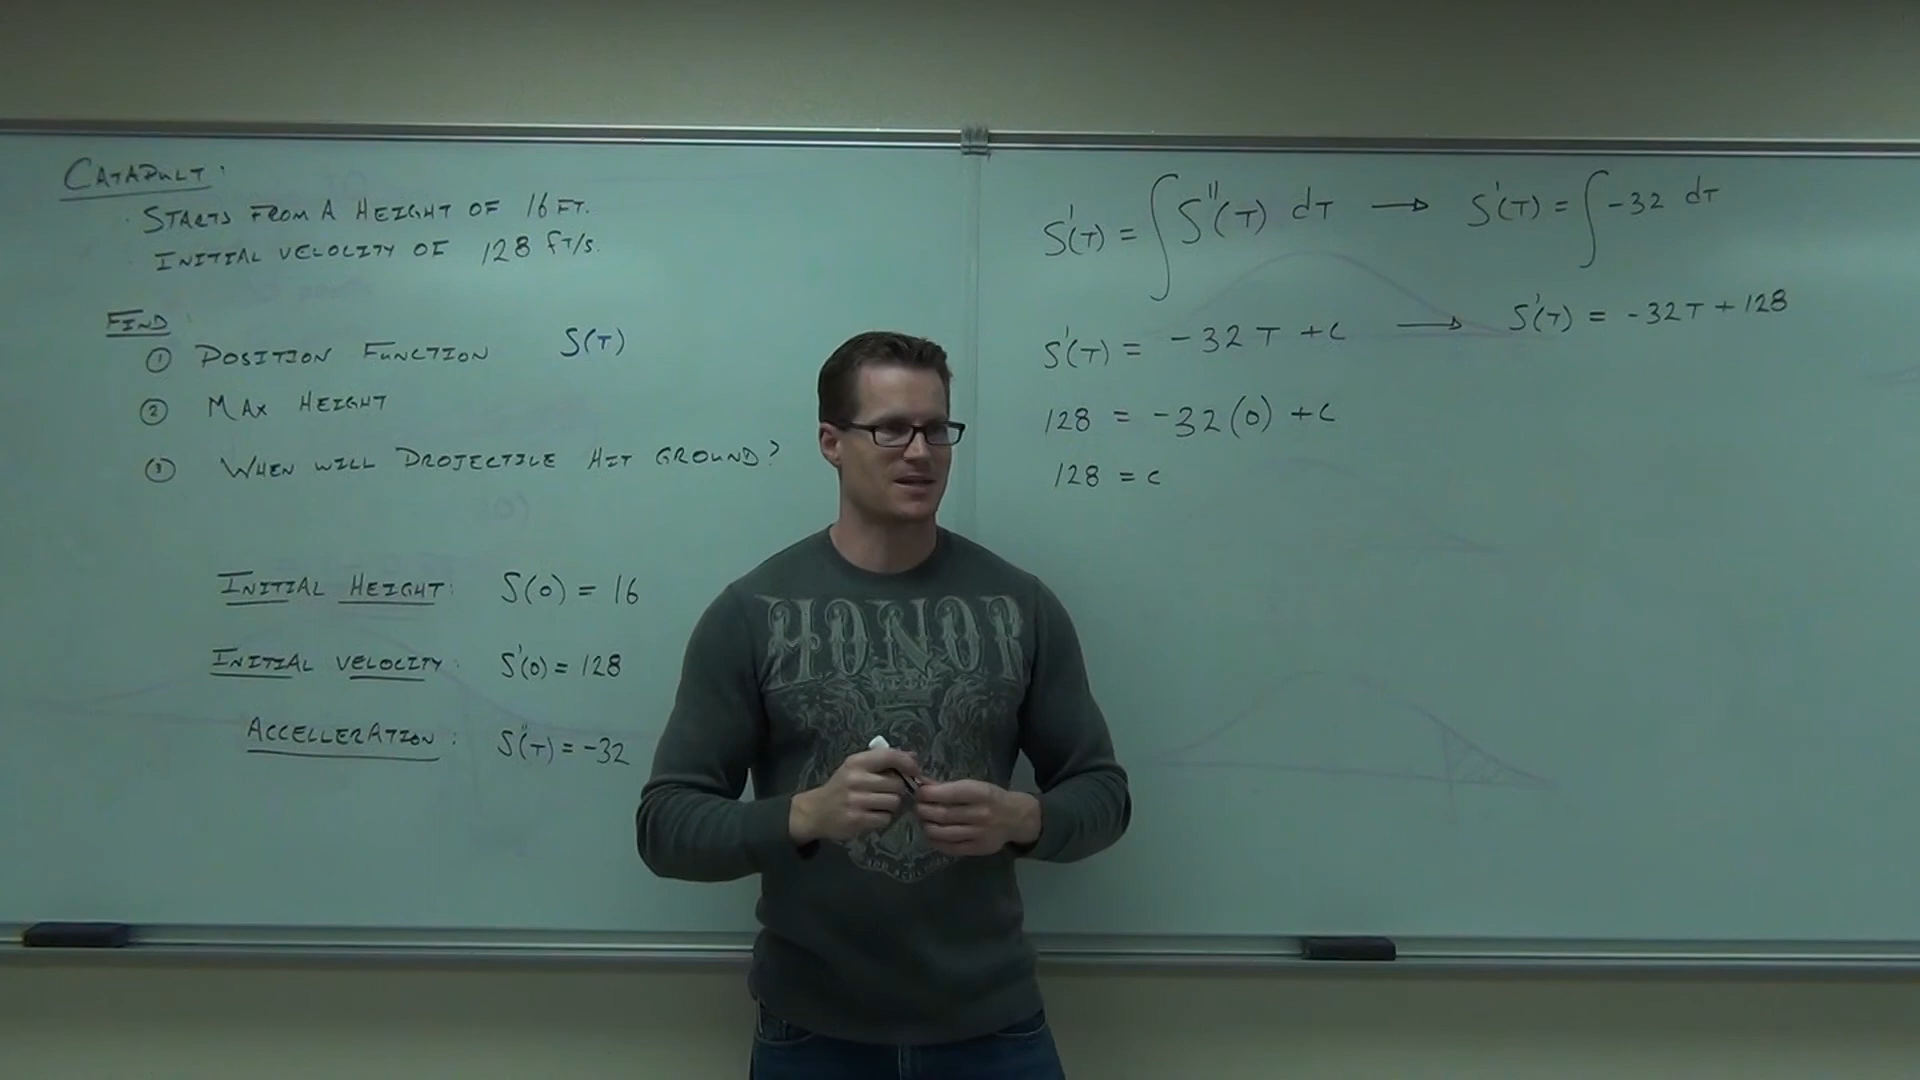 CATAPULT:
· STARTS FROM A HEIGHT OF 16 FT.
INITIAL VELOCITY OF 128 FT/S.
FIND:
① POSITION FUNCTION S(T)
② MAX HEIGHT
③ WHEN WILL PROJECTILE HIT GROUND?
INITIAL HEIGHT: S(0) = 16
INITIAL VELOCITY: S'(0) = 128
ACCELLERATION: S''(T) = -32
S'(T) = ∫ S''(T) dT → S'(T) = ∫ -32 dT
S'(T) = -32T + C → S'(T) = -32T + 128
128 = -32(0) + C
128 = C
HONOR